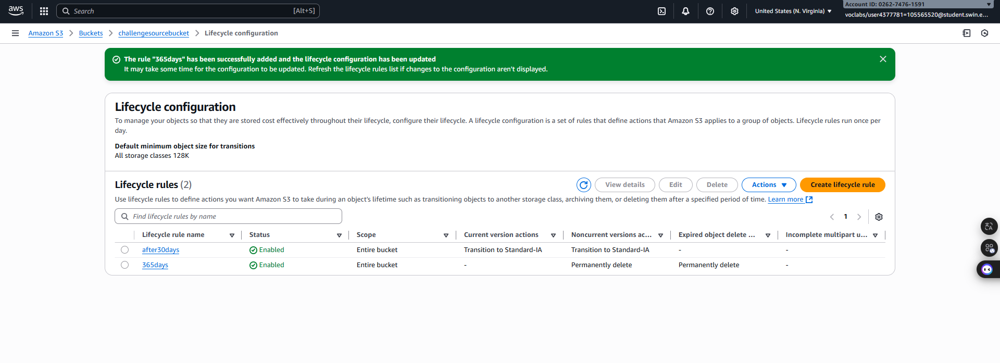 aws
Search
[Alt+S]
United States (N. Virginia)
Account ID: 0262-7476-1591
voclabs/user4377781=105565520@student.swin.e...
Amazon S3
Buckets
challengesourcebucket
Lifecycle configuration
The rule "365days" has been successfully added and the lifecycle configuration has been updated
It may take some time for the configuration to be updated. Refresh the lifecycle rules list if changes to the configuration aren't displayed.
Lifecycle configuration
To manage your objects so that they are stored cost effectively throughout their lifecycle, configure their lifecycle. A lifecycle configuration is a set of rules that define actions that Amazon S3 applies to a group of objects. Lifecycle rules run once per
day.
Default minimum object size for transitions
All storage classes 128K
Lifecycle rules (2)
View details
Edit
Delete
Actions
Create lifecycle rule
Use lifecycle rules to define actions you want Amazon S3 to take during an object's lifetime such as transitioning objects to another storage class, archiving them, or deleting them after a specified period of time. Learn more
Find lifecycle rules by name
1
Lifecycle rule name
Status
Scope
Current version actions
Noncurrent versions ac...
Expired object delete ...
Incomplete multipart u...
after30days
Enabled
Entire bucket
Transition to Standard-IA
Transition to Standard-IA
-
-
365days
Enabled
Entire bucket
-
Permanently delete
Permanently delete
-